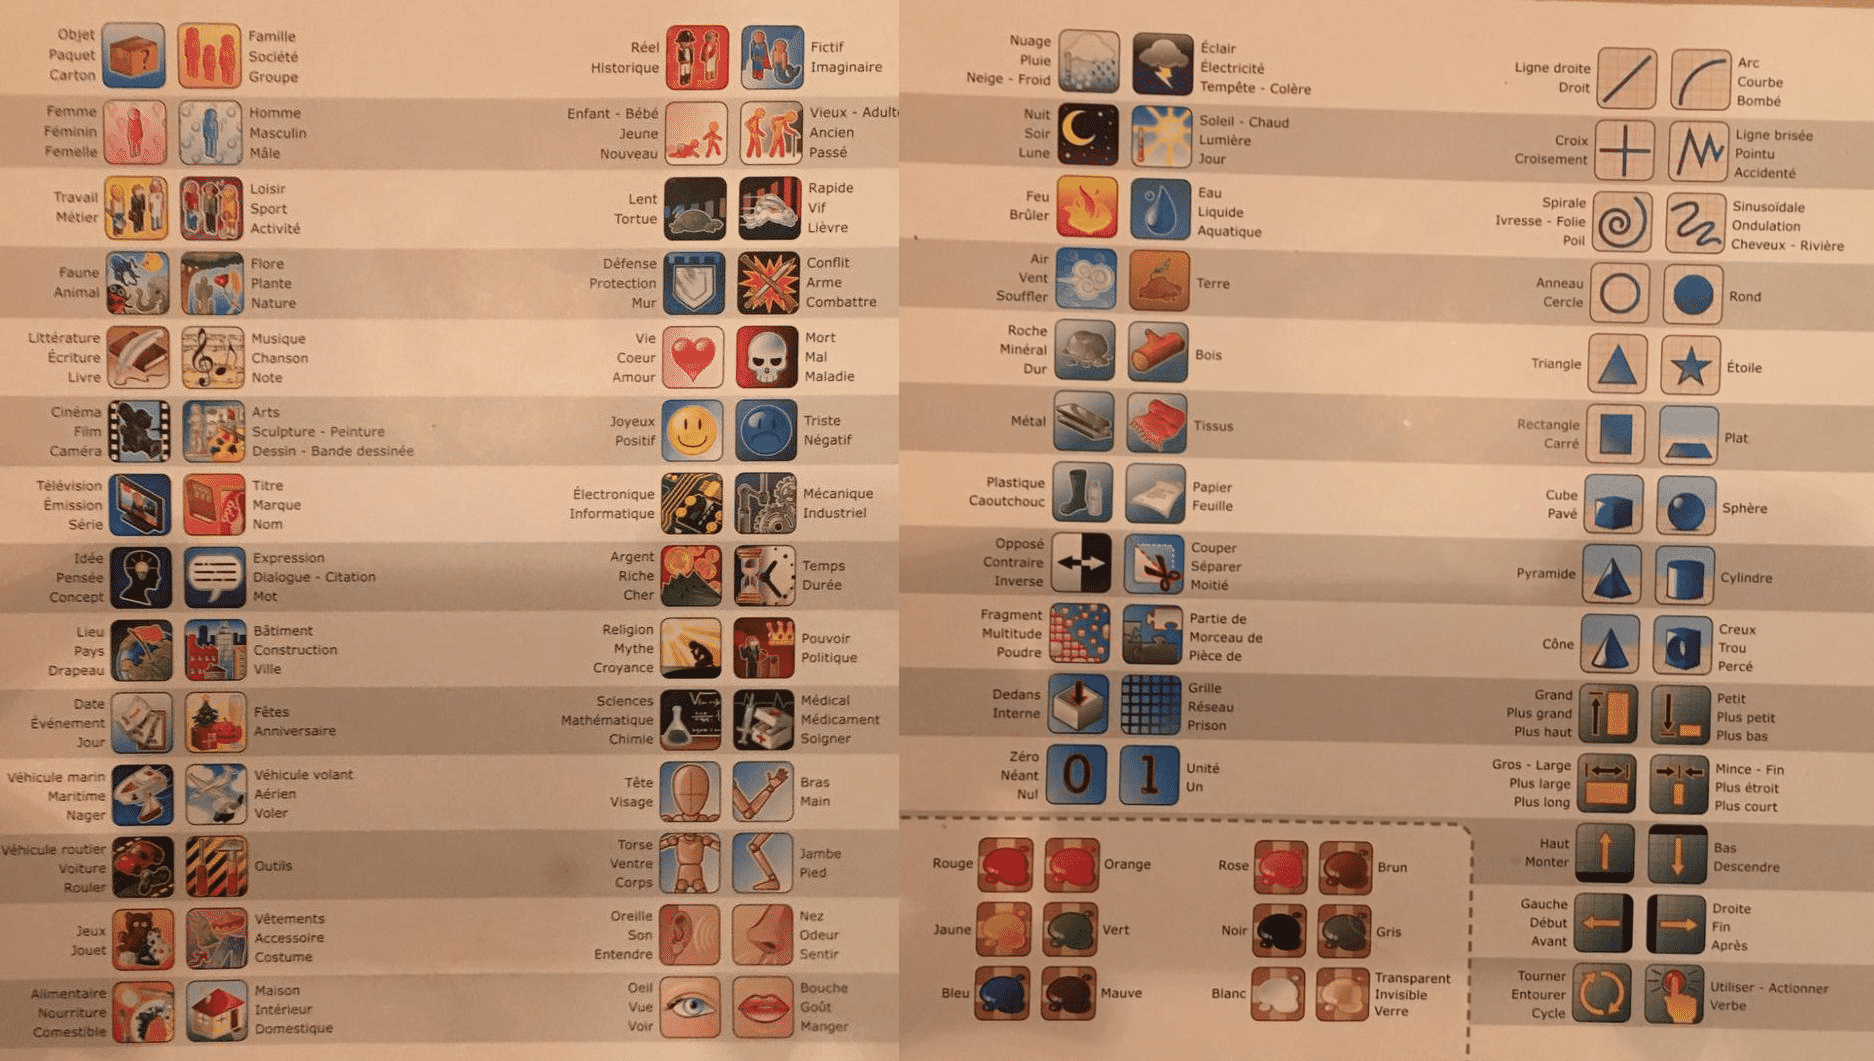 Objet
Paquet
Carton
Famille
Société
Groupe
Femme
Féminin
Femelle
Homme
Masculin
Mâle
Travail
Métier
Loisir
Sport
Activité
Faune
Animal
Flore
Plante
Nature
Littérature
Écriture
Livre
Musique
Chanson
Note
Cinéma
Film
Caméra
Arts
Sculpture - Peinture
Dessin - Bande dessinée
Télévision
Émission
Série
Titre
Marque
Nom
Idée
Pensée
Concept
Expression
Dialogue - Citation
Mot
Lieu
Pays
Drapeau
Bâtiment
Construction
Ville
Date
Événement
Jour
Fêtes
Anniversaire
Véhicule marin
Maritime
Nager
Véhicule volant
Aérien
Voler
Véhicule routier
Voiture
Rouler
Outils
Jeux
Jouet
Vêtements
Accessoire
Costume
Alimentaire
Nourriture
Comestible
Maison
Intérieur
Domestique
Réel
Historique
Fictif
Imaginaire
Enfant - Bébé
Jeune
Nouveau
Vieux - Adulte
Ancien
Passé
Lent
Tortue
Rapide
Vif
Lièvre
Défense
Protection
Mur
Conflit
Arme
Combattre
Vie
Coeur
Amour
Mort
Mal
Maladie
Joyeux
Positif
Triste
Négatif
Électronique
Informatique
Mécanique
Industriel
Argent
Riche
Cher
Temps
Durée
Religion
Mythe
Croyance
Pouvoir
Politique
Sciences
Mathématique
Chimie
Médical
Médicament
Soigner
Tête
Visage
Bras
Main
Torse
Ventre
Corps
Jambe
Pied
Oreille
Son
Entendre
Nez
Odeur
Sentir
Oeil
Vue
Voir
Bouche
Goût
Manger
Nuage
Pluie
Neige - Froid
Éclair
Électricité
Tempête - Colère
Nuit
Soir
Lune
Soleil - Chaud
Lumière
Jour
Feu
Brûler
Eau
Liquide
Aquatique
Air
Vent
Souffler
Terre
Roche
Minéral
Dur
Bois
Métal
Tissus
Plastique
Caoutchouc
Papier
Feuille
Opposé
Contraire
Inverse
Couper
Séparer
Moitié
Fragment
Multitude
Poudre
Partie de
Morceau de
Pièce de
Dedans
Interne
Grille
Réseau
Prison
Zéro
Néant
Nul
0
1
Unité
Un
Rouge
Orange
Rose
Brun
Jaune
Vert
Noir
Gris
Bleu
Mauve
Blanc
Transparent
Invisible
Verre
Ligne droite
Droit
Arc
Courbe
Bombé
Croix
Croisement
Ligne brisée
Pointu
Accidenté
Spirale
Ivresse - Folie
Poil
Sinusoïdale
Ondulation
Cheveux - Rivière
Anneau
Cercle
Rond
Triangle
Étoile
Rectangle
Carré
Plat
Cube
Pavé
Sphère
Pyramide
Cylindre
Cône
Creux
Trou
Percé
Grand
Plus grand
Plus haut
Petit
Plus petit
Plus bas
Gros - Large
Plus large
Plus long
Mince - Fin
Plus étroit
Plus court
Haut
Monter
Bas
Descendre
Gauche
Début
Avant
Droite
Fin
Après
Tourner
Entourer
Cycle
Utiliser - Actionner
Verbe